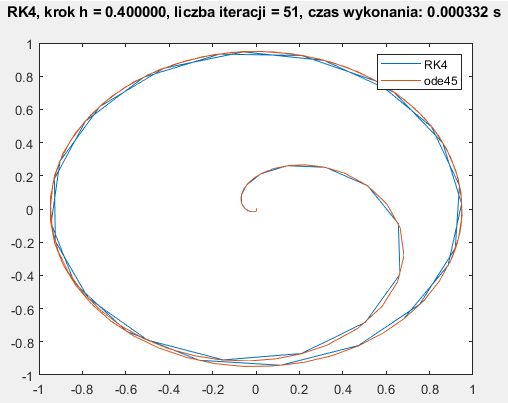 RK4, krok h = 0.400000, liczba iteracji = 51, czas wykonania: 0.000332 s
1
0.8
0.6
0.4
0.2
0
-0.2
-0.4
-0.6
-0.8
-1
RK4
ode45
-1 -0.8 -0.6 -0.4 -0.2 0 0.2 0.4 0.6 0.8 1